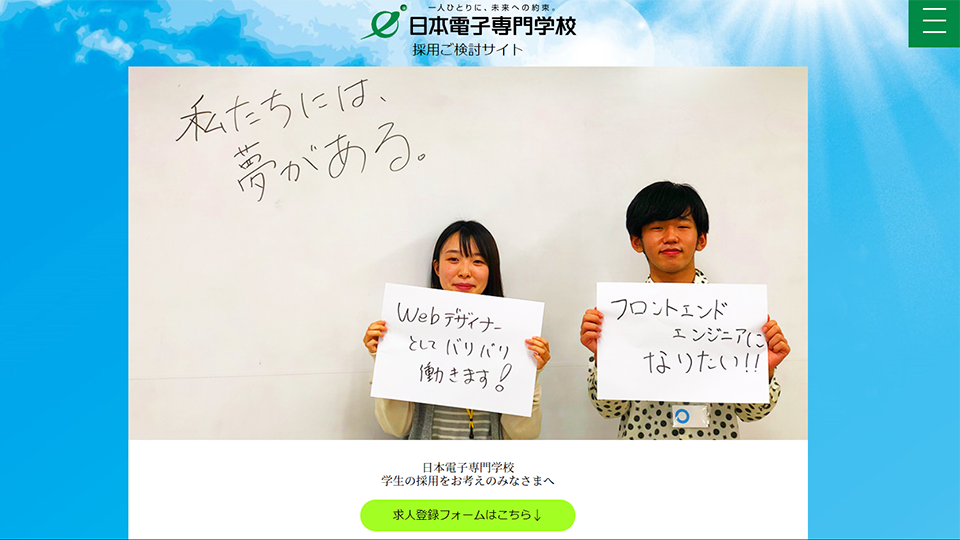 一人ひとりに、未来への約束。
日本電子専門学校
採用ご検討サイト
私たちには、
夢がある。
Webデザイナー
として バリバリ
働きます!
フロントエンド
エンジニアに
なりたい!!
日本電子専門学校
学生の採用をお考えのみなさまへ
求人登録フォームはこちら↓